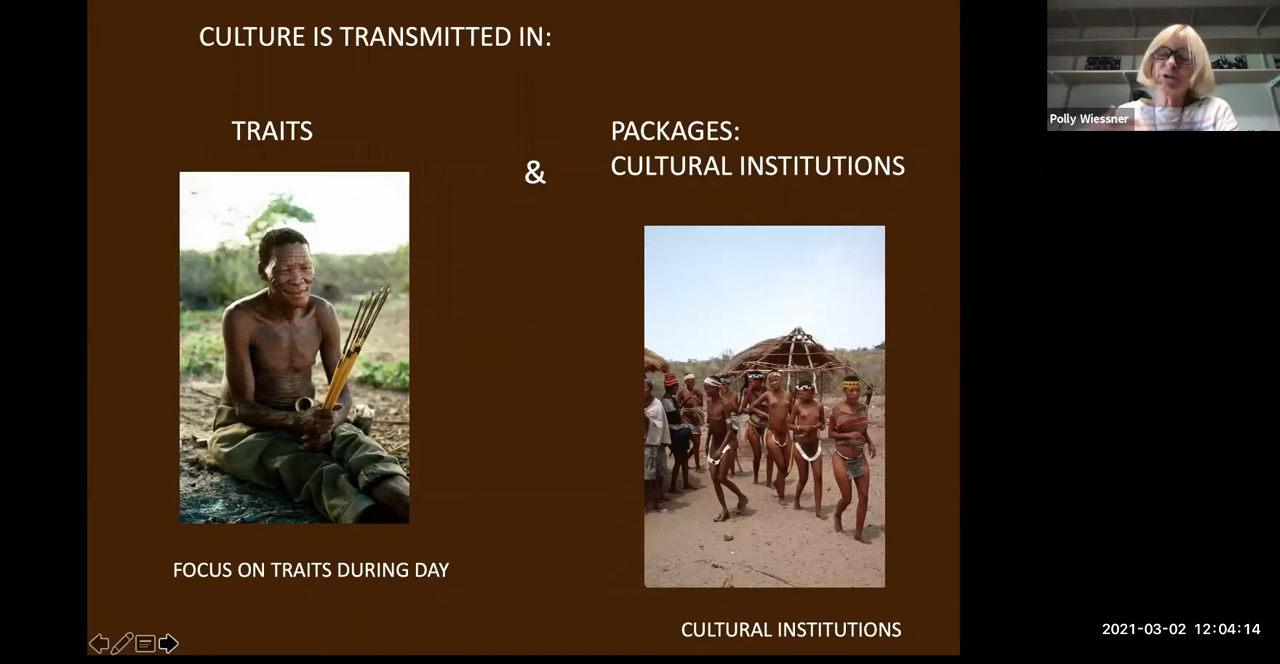 CULTURE IS TRANSMITTED IN:
TRAITS
&
PACKAGES:
CULTURAL INSTITUTIONS
FOCUS ON TRAITS DURING DAY
CULTURAL INSTITUTIONS
Polly Wiessner
2021-03-02 12:04:14